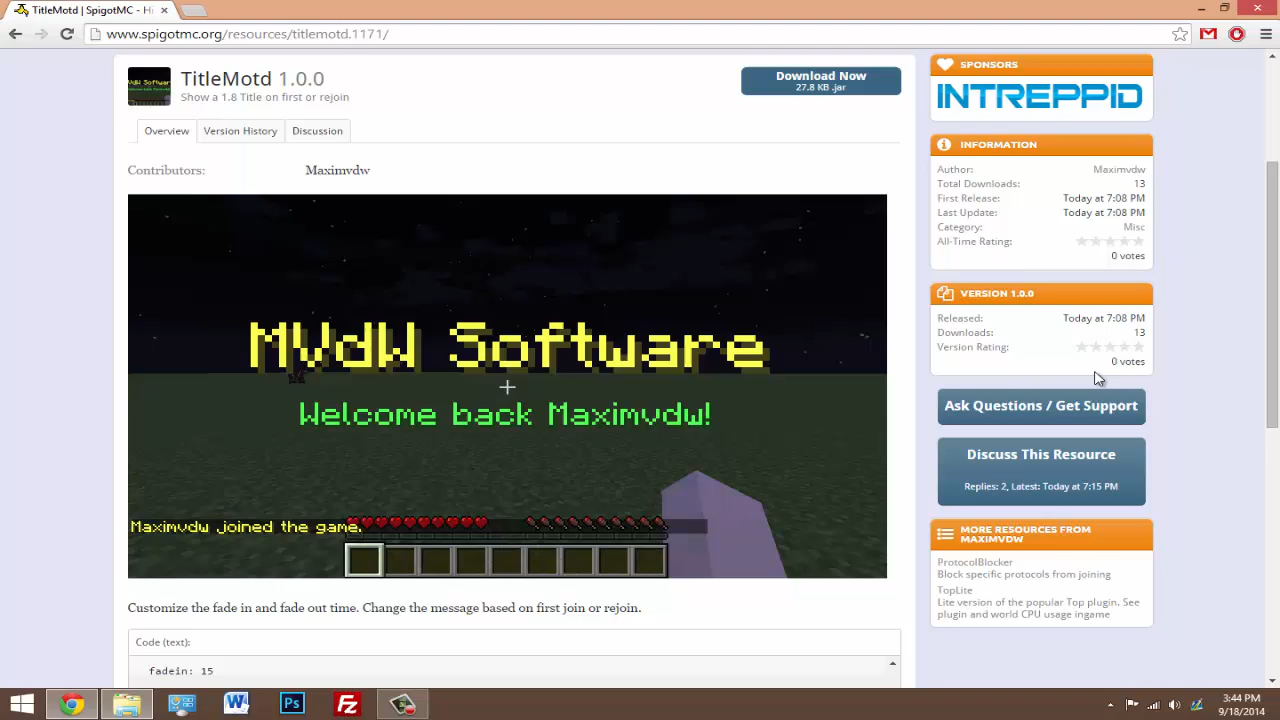 TitleMotd | SpigotMC - Hi
www.spigotmc.org/resources/titlemotd.1171/
TitleMotd 1.0.0
Show a 1.8 Title on first or rejoin
Download Now
27.8 KB .jar
Overview
Version History
Discussion
Contributors: Maximvdw
MVdW Software
Welcome back Maximvdw!
Maximvdw joined the game.
Customize the fade in and fade out time. Change the message based on first join or rejoin.
Code (text):
fadein: 15
SPONSORS
INTREPPID
INFORMATION
Author: Maximvdw
Total Downloads: 13
First Release: Today at 7:08 PM
Last Update: Today at 7:08 PM
Category: Misc
All-Time Rating:
0 votes
VERSION 1.0.0
Released: Today at 7:08 PM
Downloads: 13
Version Rating:
0 votes
Ask Questions / Get Support
Discuss This Resource
Replies: 2, Latest: Today at 7:15 PM
MORE RESOURCES FROM
MAXIMVDW
ProtocolBlocker
Block specific protocols from joining
TopLite
Lite version of the popular Top plugin. See
plugin and world CPU usage ingame
3:44 PM
9/18/2014